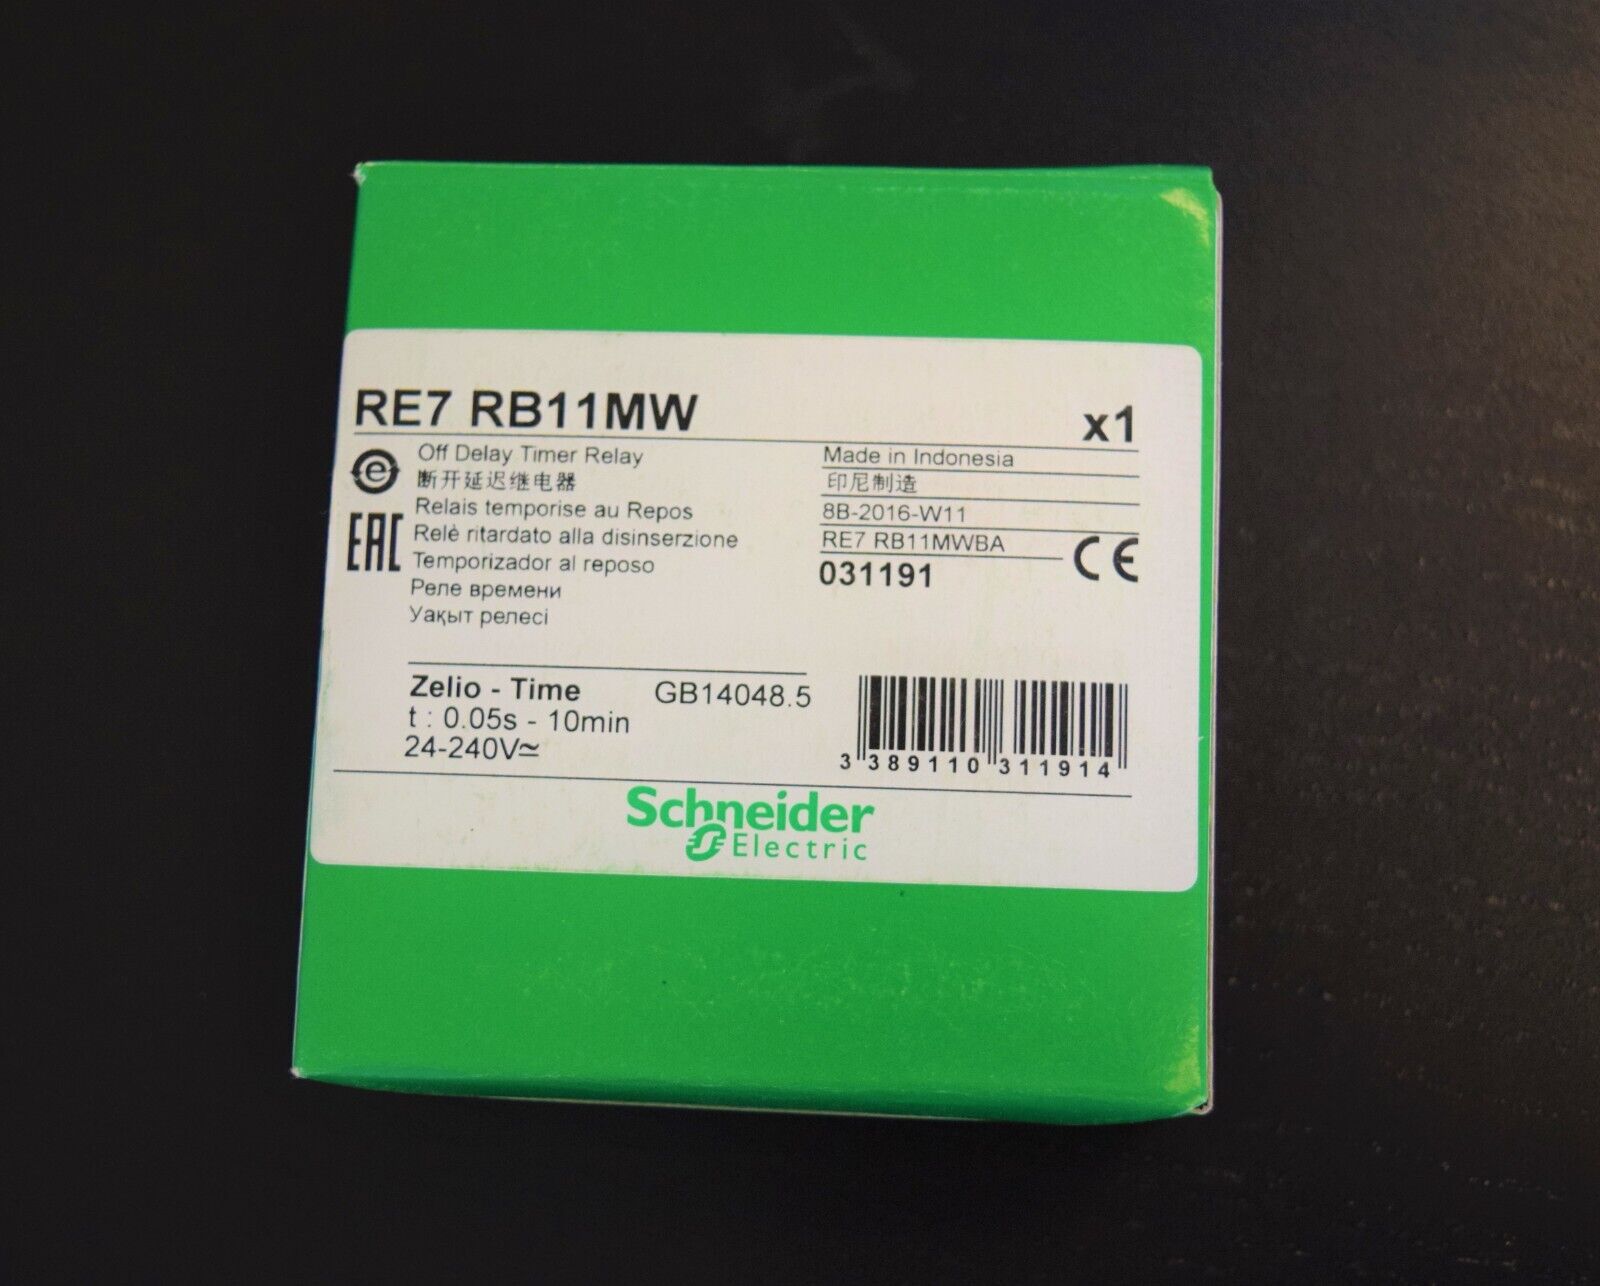 RE7 RB11MW
x1
Off Delay Timer Relay
断开延迟继电器
Relais temporise au Repos
Relè ritardato alla disinserzione
Temporizador al reposo
Реле времени
Уақыт релесі
Made in Indonesia
印尼制造
8B-2016-W11
RE7 RB11MWBA
031191
CE
e
EAC
Zelio - Time
GB14048.5
t : 0.05s - 10min
24-240V≃
3 389110 311914
Schneider
Electric